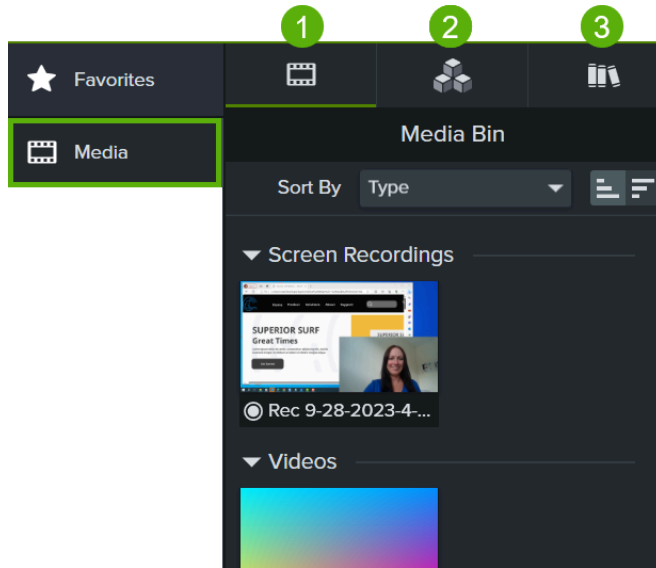 1
2
3
Favorites
Media
Media Bin
Sort By Type
Screen Recordings
SUPERIOR SURF
Great Times
Rec 9-28-2023-4-...
Videos